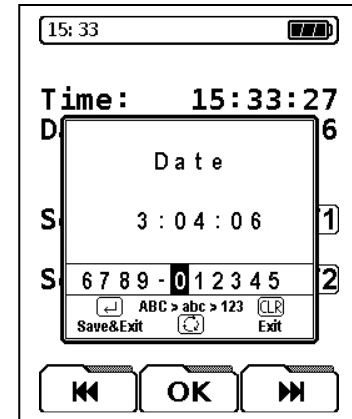 15:33
Time: 15:33:27
D 6
Date
S 3:04:06 1
S 6789-012345 2
ABC > abc > 123 CLR
Save&Exit Exit
OK